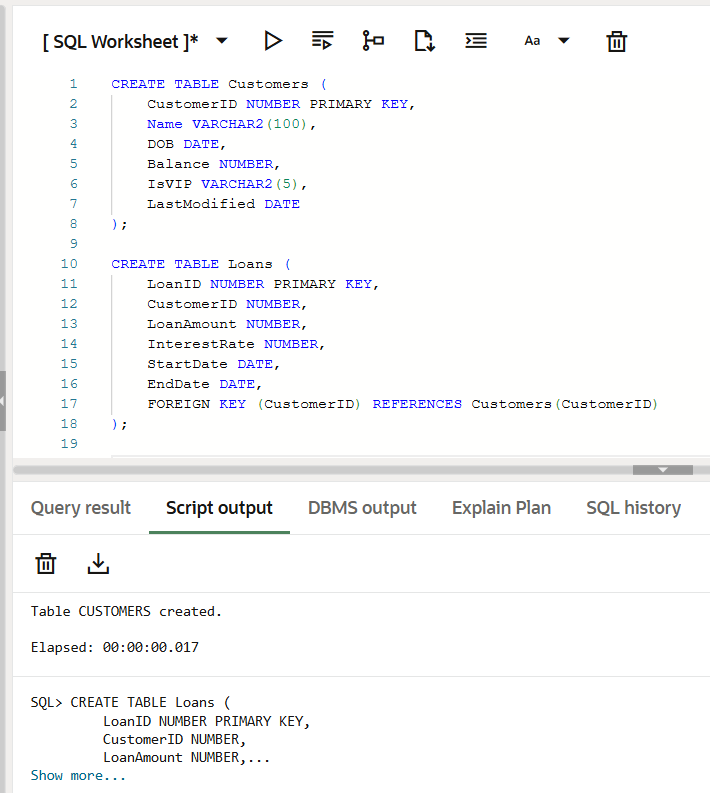 [ SQL Worksheet ]* Aa
1 CREATE TABLE Customers (
2 CustomerID NUMBER PRIMARY KEY,
3 Name VARCHAR2(100),
4 DOB DATE,
5 Balance NUMBER,
6 IsVIP VARCHAR2(5),
7 LastModified DATE
8 );
9
10 CREATE TABLE Loans (
11 LoanID NUMBER PRIMARY KEY,
12 CustomerID NUMBER,
13 LoanAmount NUMBER,
14 InterestRate NUMBER,
15 StartDate DATE,
16 EndDate DATE,
17 FOREIGN KEY (CustomerID) REFERENCES Customers(CustomerID)
18 );
19
Query result Script output DBMS output Explain Plan SQL history
Table CUSTOMERS created.
Elapsed: 00:00:00.017
SQL> CREATE TABLE Loans (
LoanID NUMBER PRIMARY KEY,
CustomerID NUMBER,
LoanAmount NUMBER,...
Show more...